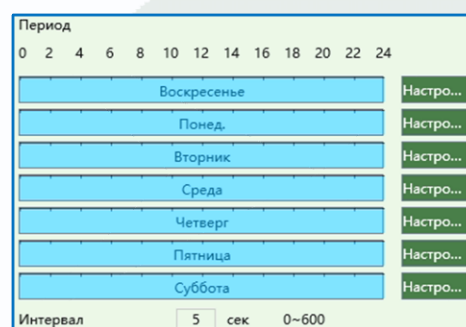 Период
0 2 4 6 8 10 12 14 16 18 20 22 24
Воскресенье Настро...
Понед. Настро...
Вторник Настро...
Среда Настро...
Четверг Настро...
Пятница Настро...
Суббота Настро...
Интервал 5 сек 0~600